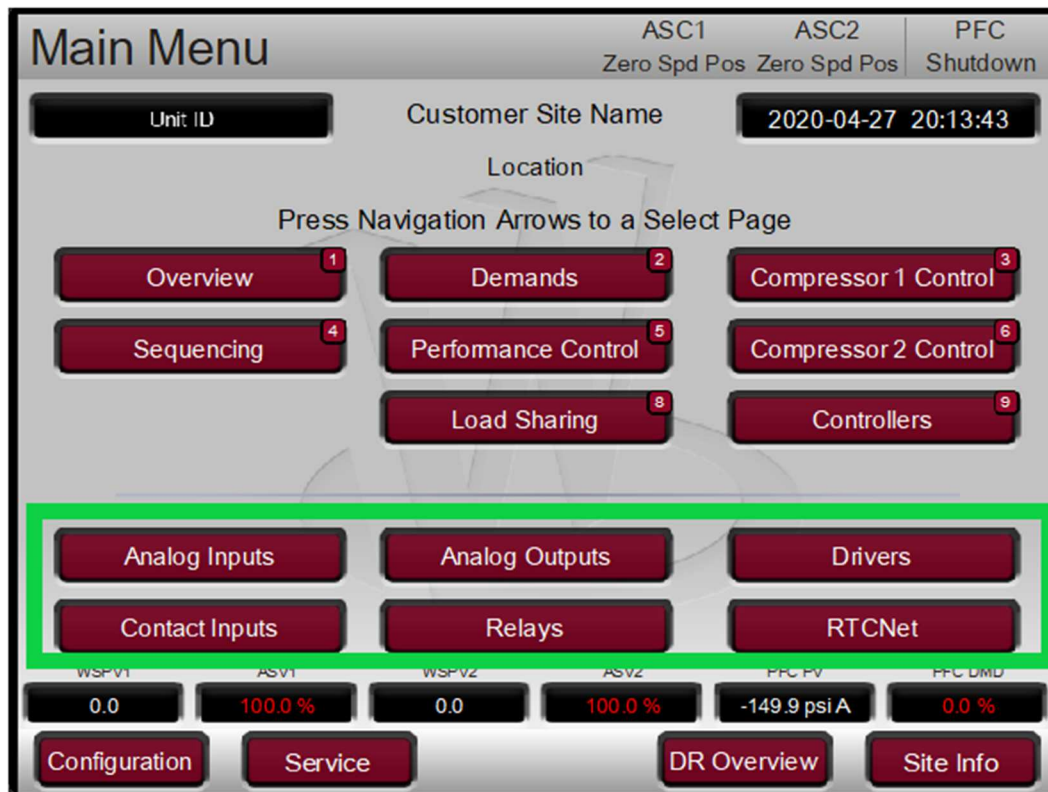 Main Menu
ASC1 ASC2 PFC
Zero Spd Pos Zero Spd Pos Shutdown
Unit ID Customer Site Name 2020-04-27 20:13:43
Location
Press Navigation Arrows to a Select Page
Overview 1 Demands 2 Compressor 1 Control 3
Sequencing 4 Performance Control 5 Compressor 2 Control 6
Load Sharing 8 Controllers 9
Analog Inputs Analog Outputs Drivers
Contact Inputs Relays RTCNet
WSPV1 ASV1 WSPV2 ASV2 PFC PV PFC DMD
0.0 100.0 % 0.0 100.0 % -149.9 psi A 0.0 %
Configuration Service DR Overview Site Info